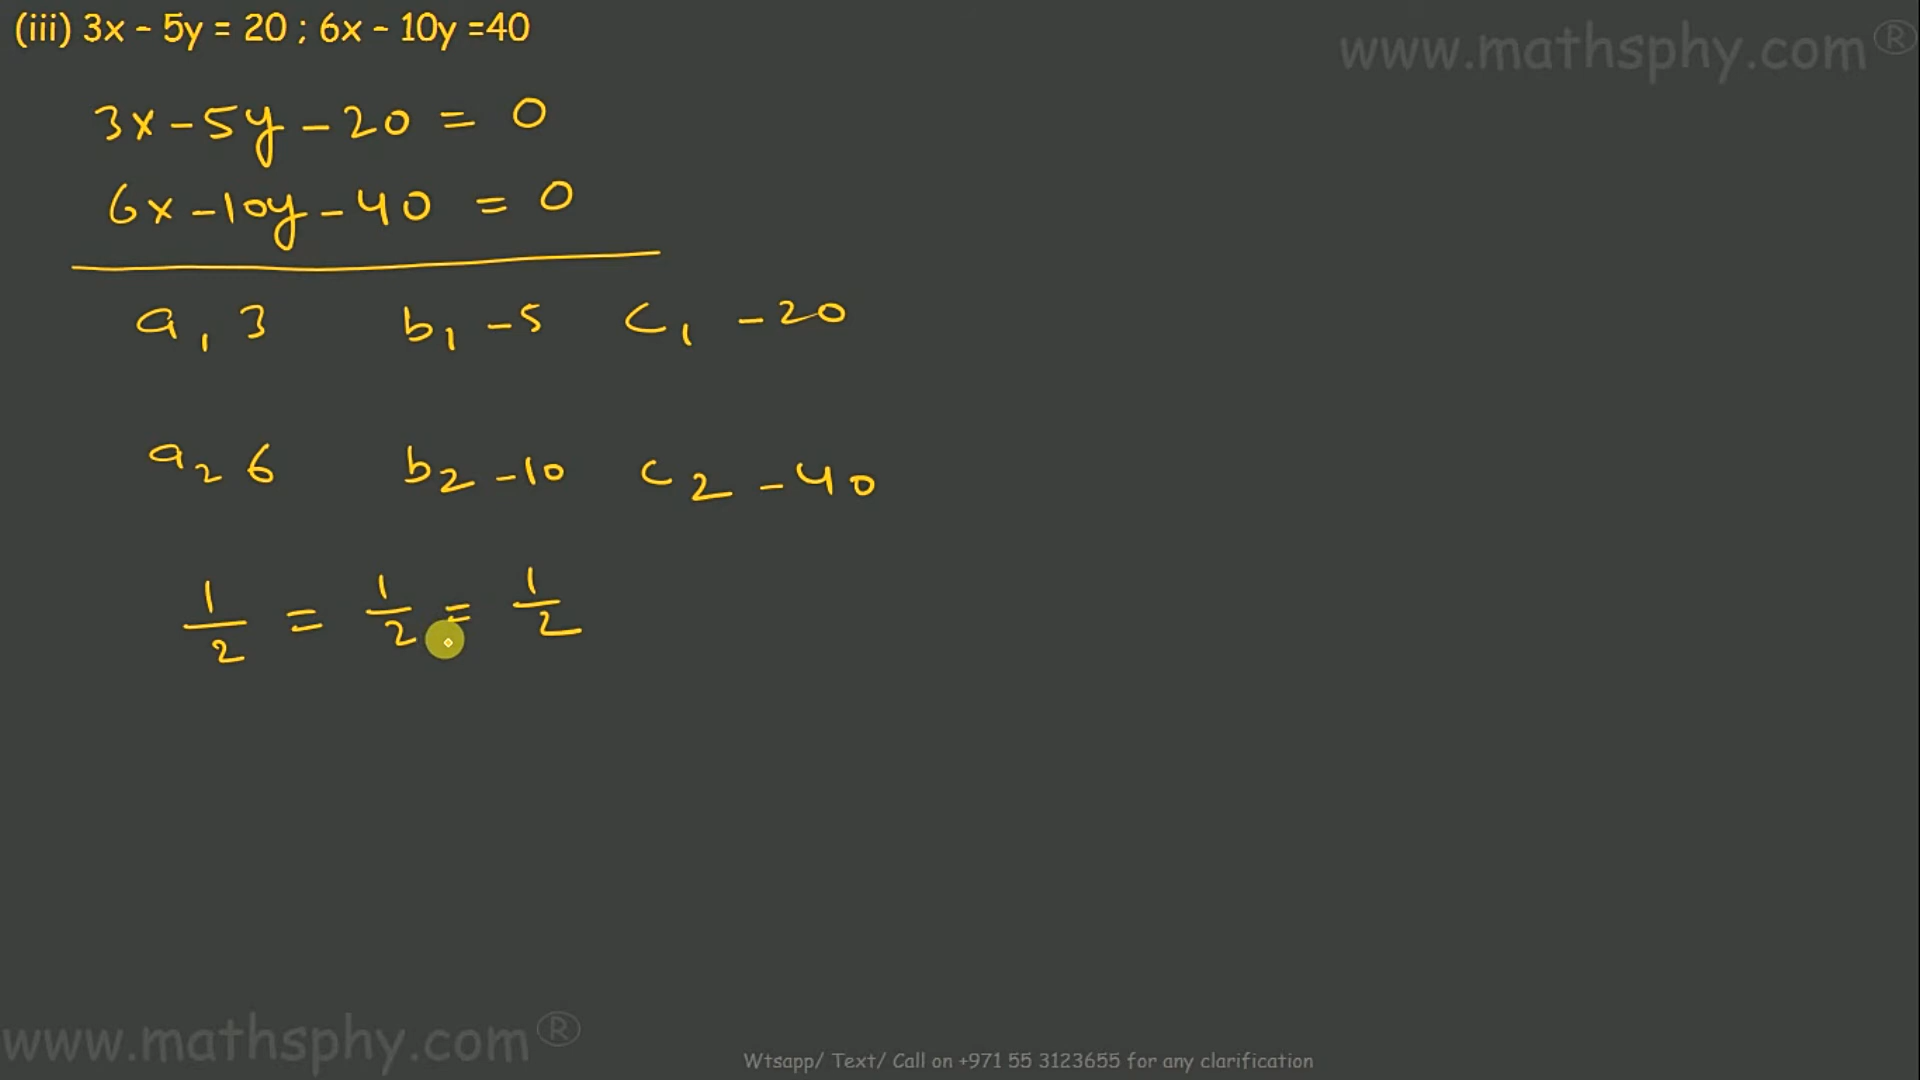 (iii) 3x - 5y = 20 ; 6x - 10y =40
www.mathsphy.com®
3x - 5y - 20 = 0
6x - 10y - 40 = 0
a₁ 3 b₁ -5 c₁ -20
a₂ 6 b₂ -10 c₂ -40
1/2 = 1/2 = 1/2
www.mathsphy.com®
Wtsapp/ Text/ Call on +971 55 3123655 for any clarification